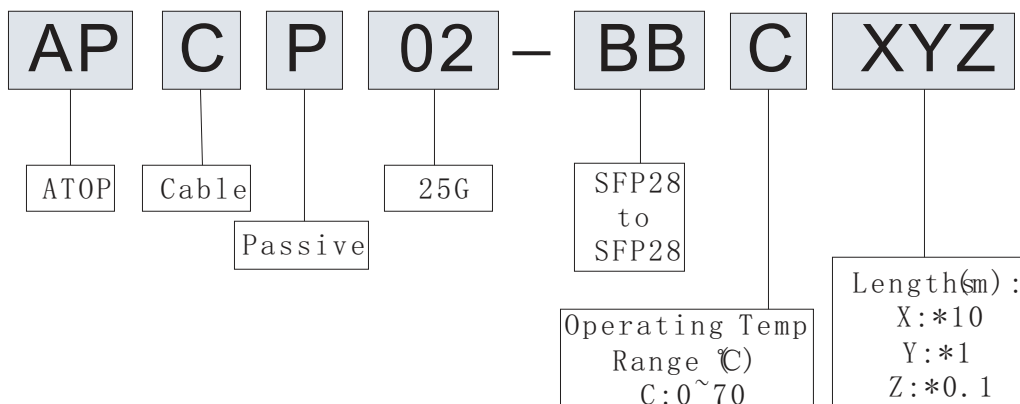 AP C P 02 – BB C XYZ
ATOP
Cable
Passive
25G
SFP28
to
SFP28
Operating Temp
Range (℃)
C:0~70
Length(sm):
X:*10
Y:*1
Z:*0.1